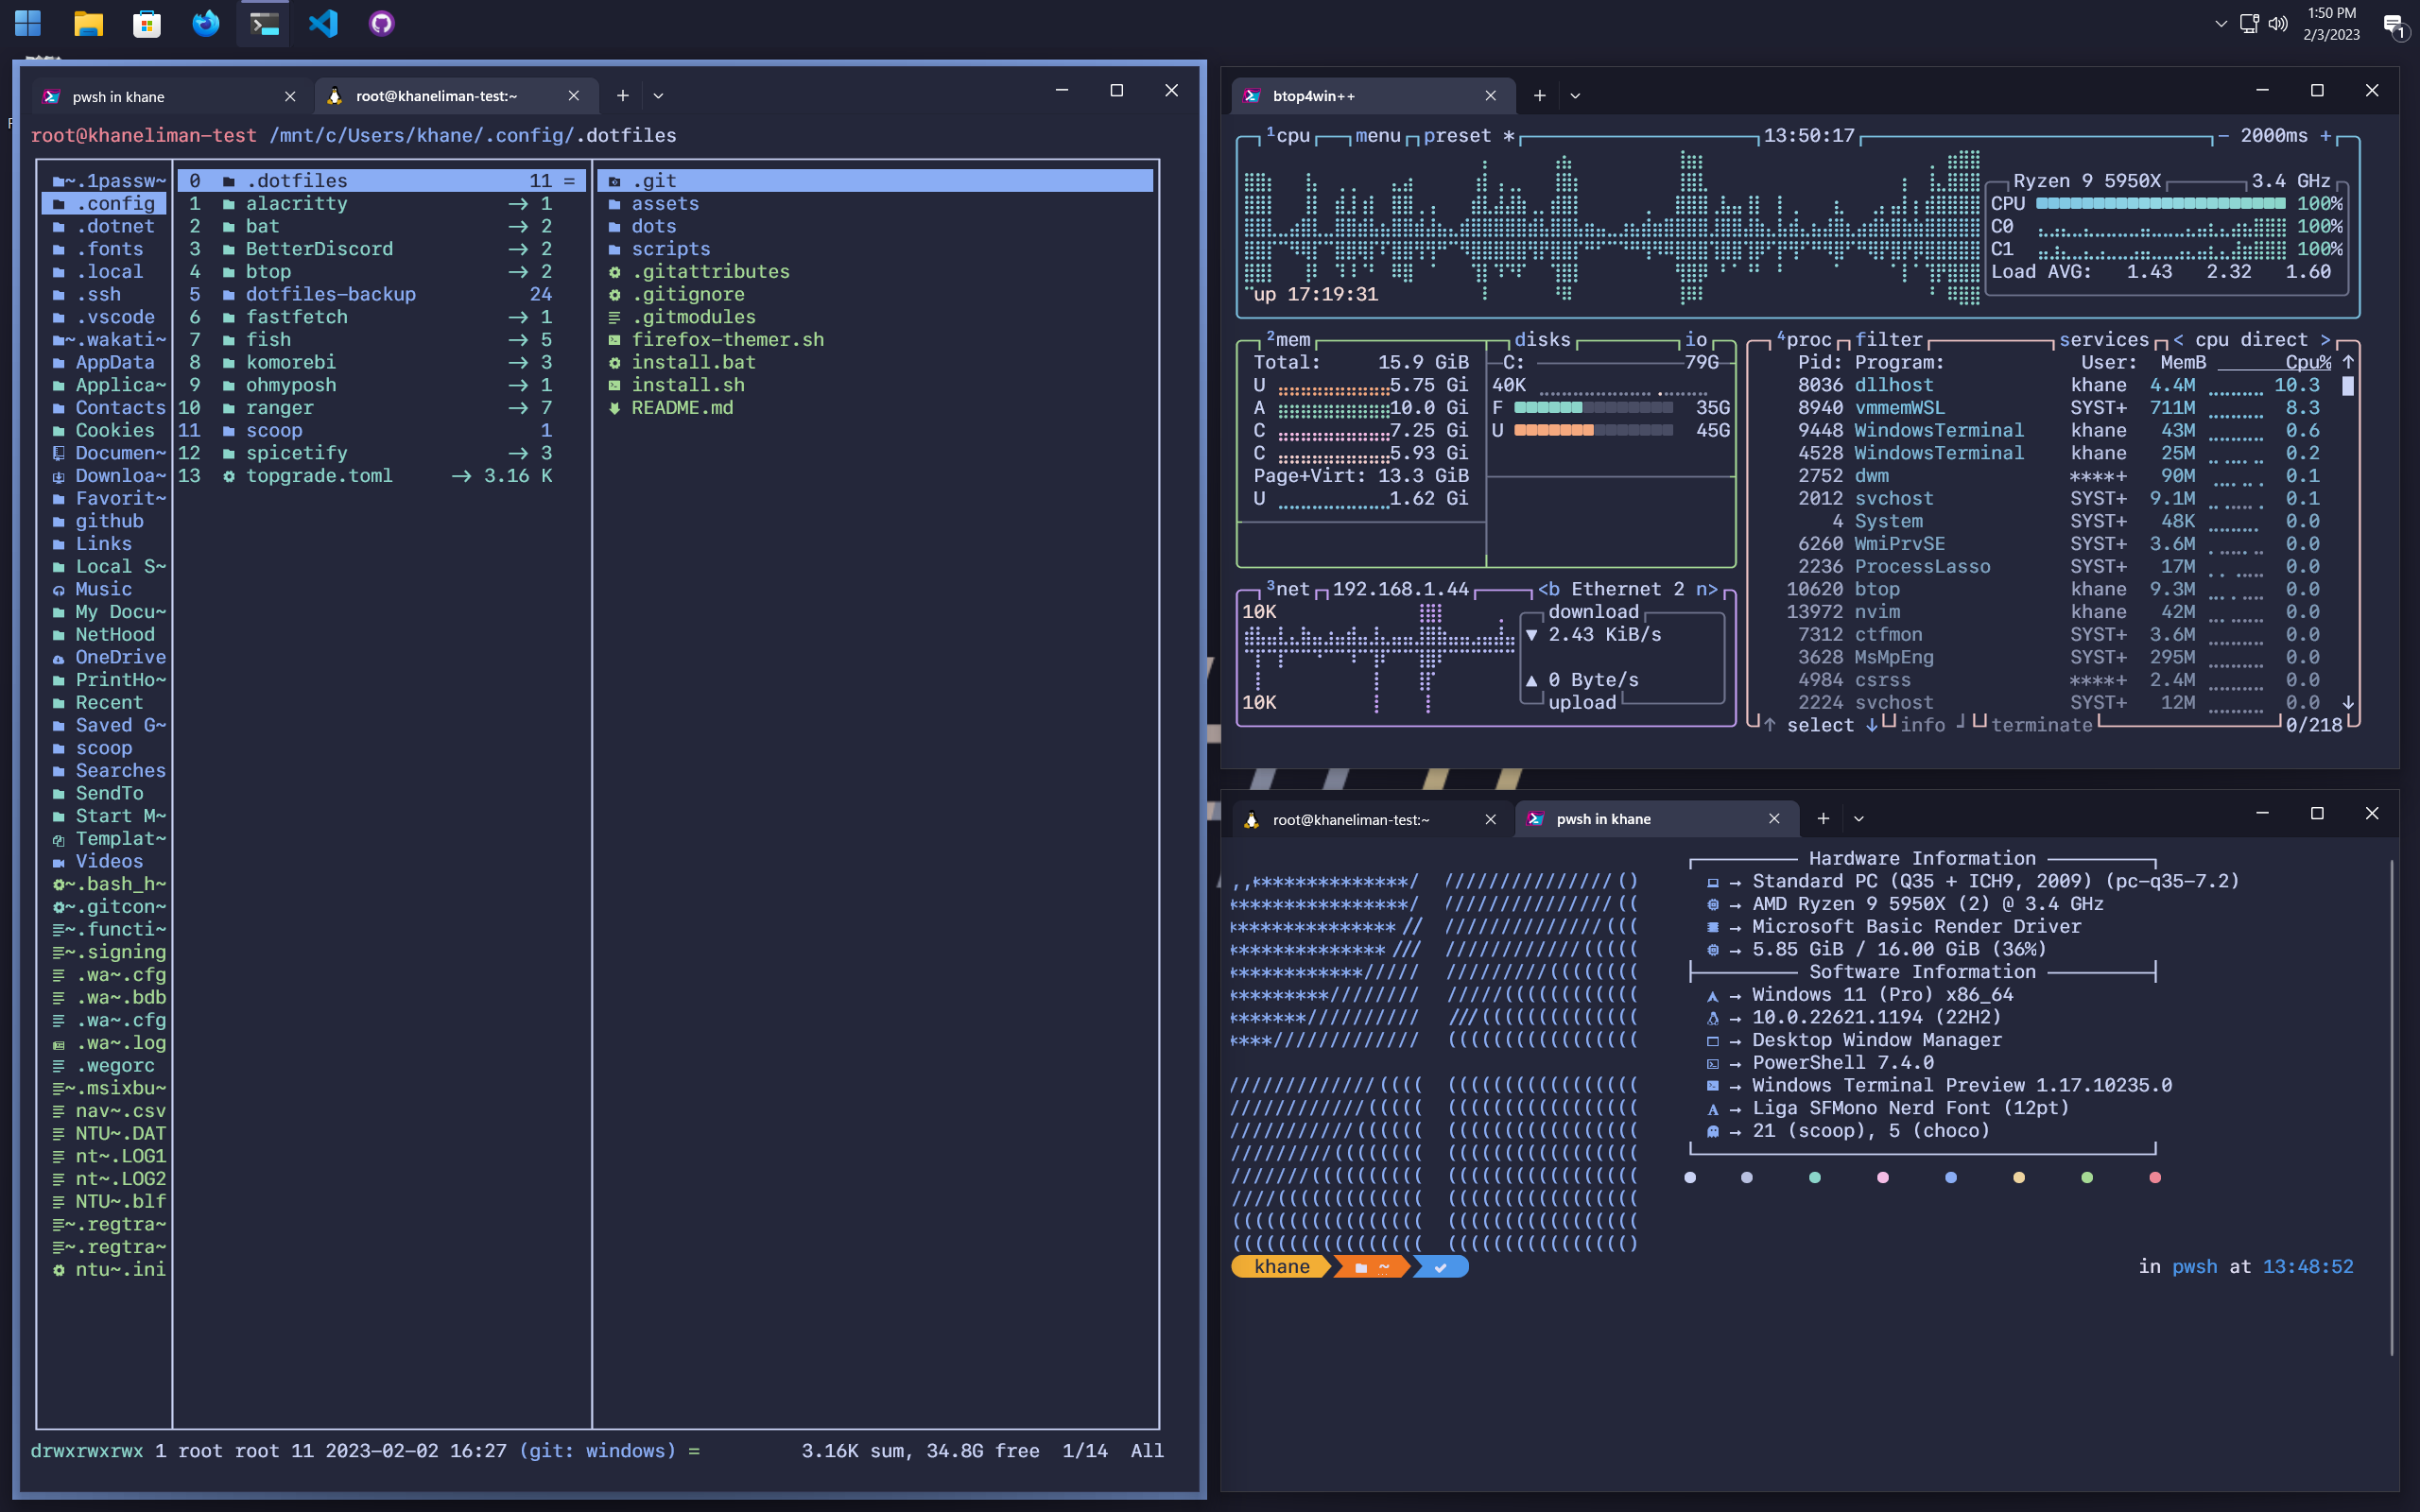 1:50 PM
2/3/2023
1
pwsh in khane
root@khaneliman-test:~
root@khaneliman-test /mnt/c/Users/khane/.config/.dotfiles
~.1passw~
.config
.dotnet
.fonts
.local
.ssh
.vscode
~.wakati~
AppData
Applica~
Contacts
Cookies
Documen~
Downloa~
Favorit~
github
Links
Local S~
Music
My Docu~
NetHood
OneDrive
PrintHo~
Recent
Saved G~
scoop
Searches
SendTo
Start M~
Templat~
Videos
~.bash_h~
~.gitcon~
~.functi~
~.signing
.wa~.cfg
.wa~.bdb
.wa~.cfg
.wa~.log
.wegorc
~.msixbu~
nav~.csv
NTU~.DAT
nt~.LOG1
nt~.LOG2
NTU~.blf
~.regtra~
~.regtra~
ntu~.ini
0 .dotfiles 11 =
1 alacritty → 1
2 bat → 2
3 BetterDiscord → 2
4 btop → 2
5 dotfiles-backup 24
6 fastfetch → 1
7 fish → 5
8 komorebi → 3
9 ohmyposh → 1
10 ranger → 7
11 scoop 1
12 spicetify → 3
13 topgrade.toml → 3.16 K
.git
assets
dots
scripts
.gitattributes
.gitignore
.gitmodules
firefox-themer.sh
install.bat
install.sh
README.md
drwxrwxrwx 1 root root 11 2023-02-02 16:27 (git: windows) = 3.16K sum, 34.8G free 1/14 All
btop4win++
1cpu menu preset * 13:50:17 - 2000ms +
Ryzen 9 5950X 3.4 GHz
CPU 100%
C0 100%
C1 100%
Load AVG: 1.43 2.32 1.60
up 17:19:31
2mem disks io
Total: 15.9 GiB
U 5.75 Gi
A 10.0 Gi
C 7.25 Gi
C 5.93 Gi
Page+Virt: 13.3 GiB
U 1.62 Gi
C: 79G
40K
F 35G
U 45G
3net 192.168.1.44 <b Ethernet 2 n>
10K
download
▼ 2.43 KiB/s
▲ 0 Byte/s
upload
10K
4proc filter services < cpu direct >
Pid: Program: User: MemB Cpu% ↑
8036 dllhost khane 4.4M 10.3
8940 vmmemWSL SYST+ 711M 8.3
9448 WindowsTerminal khane 43M 0.6
4528 WindowsTerminal khane 25M 0.2
2752 dwm ****+ 90M 0.1
2012 svchost SYST+ 9.1M 0.1
4 System SYST+ 48K 0.0
6260 WmiPrvSE SYST+ 3.6M 0.0
2236 ProcessLasso SYST+ 17M 0.0
10620 btop khane 9.3M 0.0
13972 nvim khane 42M 0.0
7312 ctfmon SYST+ 3.6M 0.0
3628 MsMpEng SYST+ 295M 0.0
4984 csrss ****+ 2.4M 0.0
2224 svchost SYST+ 12M 0.0 ↓
↑ select ↓ info ┘ terminate 0/218
root@khaneliman-test:~
pwsh in khane
Hardware Information
→ Standard PC (Q35 + ICH9, 2009) (pc-q35-7.2)
→ AMD Ryzen 9 5950X (2) @ 3.4 GHz
→ Microsoft Basic Render Driver
→ 5.85 GiB / 16.00 GiB (36%)
Software Information
→ Windows 11 (Pro) x86_64
→ 10.0.22621.1194 (22H2)
→ Desktop Window Manager
→ PowerShell 7.4.0
→ Windows Terminal Preview 1.17.10235.0
→ Liga SFMono Nerd Font (12pt)
→ 21 (scoop), 5 (choco)
khane ~ in pwsh at 13:48:52